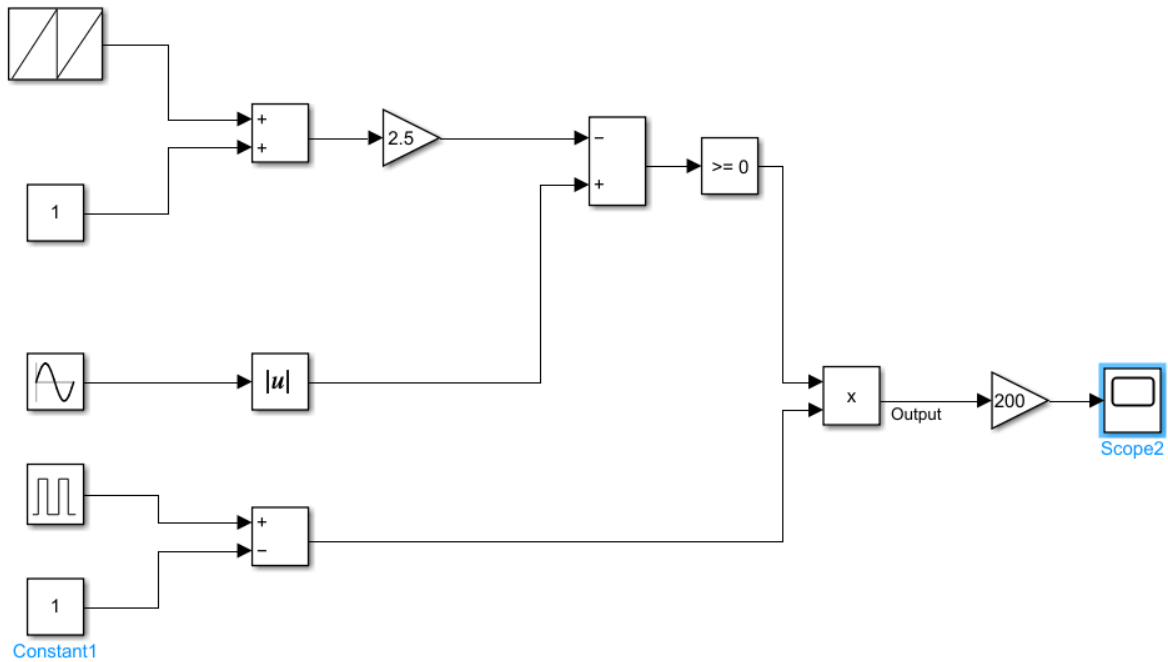 +
+
2.5
−
+
>= 0
1
|u|
x
Output
200
Scope2
+
−
1
Constant1